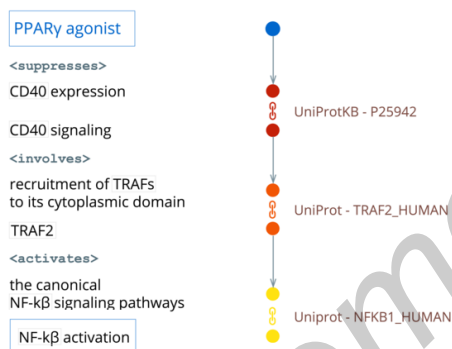 PPARγ agonist
<suppresses>
CD40 expression
UniProtKB - P25942
CD40 signaling
<involves>
recruitment of TRAFs
to its cytoplasmic domain
UniProt - TRAF2_HUMAN
TRAF2
<activates>
the canonical
NF-kβ signaling pathways
Uniprot - NFKB1_HUMAN
NF-kβ activation